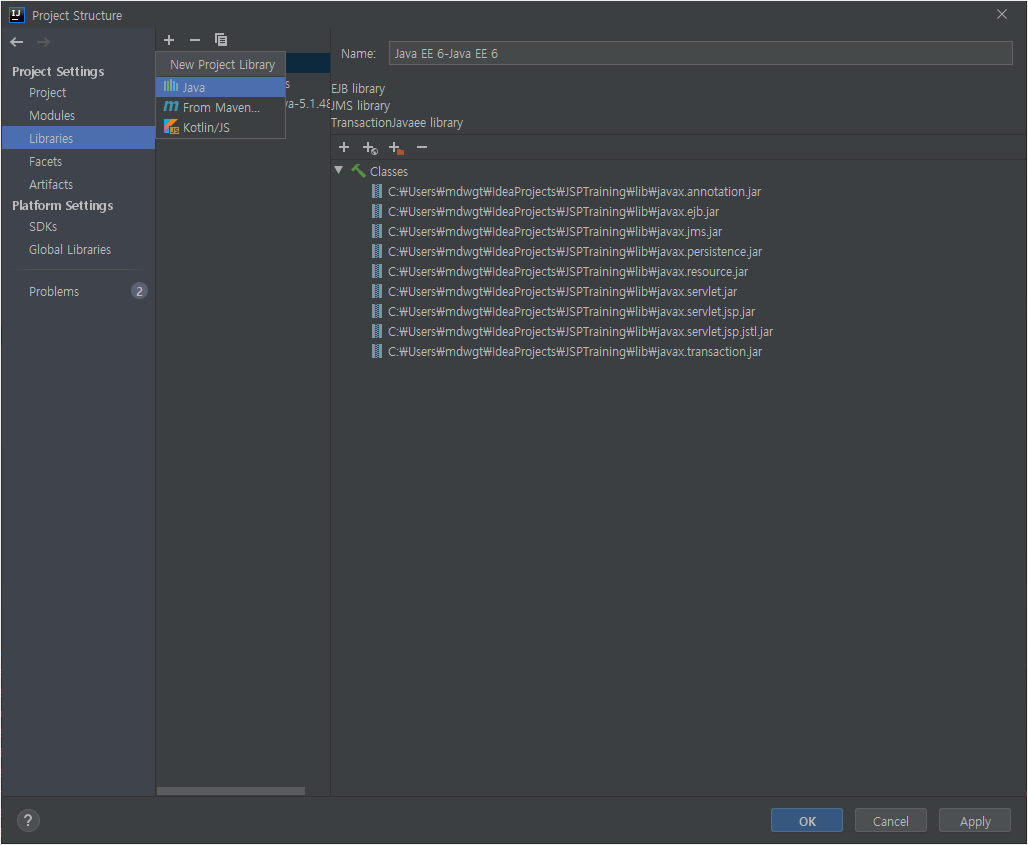 Project Structure
Project Settings
Project
Modules
Libraries
Facets
Artifacts
Platform Settings
SDKs
Global Libraries
Problems
2
New Project Library
Java
m From Maven...
Kotlin/JS
s
va-5.1.48
Name:
Java EE 6-Java EE 6
EJB library
JMS library
TransactionJavaee library
Classes
C:₩Users₩mdwgt₩IdeaProjects₩JSPTraining₩lib₩javax.annotation.jar
C:₩Users₩mdwgt₩IdeaProjects₩JSPTraining₩lib₩javax.ejb.jar
C:₩Users₩mdwgt₩IdeaProjects₩JSPTraining₩lib₩javax.jms.jar
C:₩Users₩mdwgt₩IdeaProjects₩JSPTraining₩lib₩javax.persistence.jar
C:₩Users₩mdwgt₩IdeaProjects₩JSPTraining₩lib₩javax.resource.jar
C:₩Users₩mdwgt₩IdeaProjects₩JSPTraining₩lib₩javax.servlet.jar
C:₩Users₩mdwgt₩IdeaProjects₩JSPTraining₩lib₩javax.servlet.jsp.jar
C:₩Users₩mdwgt₩IdeaProjects₩JSPTraining₩lib₩javax.servlet.jsp.jstl.jar
C:₩Users₩mdwgt₩IdeaProjects₩JSPTraining₩lib₩javax.transaction.jar
?
OK
Cancel
Apply